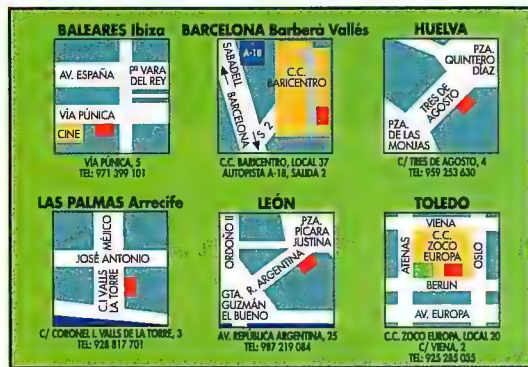 BALEARES Ibiza
AV. ESPAÑA
Pº VARA
DEL REY
VÍA PÚNICA
CINE
VÍA PÚNICA, 5
TEL: 971 399 101
BARCELONA Barberà Vallés
SABADELL
BARCELONA
A-18
C.C.
BARICENTRO
S 2
C.C. BARICENTRO, LOCAL 37
AUTOPISTA A-18, SALIDA 2
HUELVA
PZA.
QUINTERO
DÍAZ
TRES DE
AGOSTO
PZA.
DE LAS
MONJAS
C/ TRES DE AGOSTO, 4
TEL: 959 253 630
LAS PALMAS Arrecife
MÉJICO
JOSÉ ANTONIO
C.I VALLS
LA TORRE
C/ CORONEL I. VALLS DE LA TORRE, 3
TEL: 928 817 701
LEÓN
ORDOÑO II
PZA.
PÍCARA
JUSTINA
R. ARGENTINA
GTA.
GUZMÁN
EL BUENO
AV. REPÚBLICA ARGENTINA, 25
TEL: 987 219 084
TOLEDO
VIENA
ATENAS
C.C.
ZOCO
EUROPA
OSLO
BERLIN
AV. EUROPA
C.C. ZOCO EUROPA, LOCAL 20
C/ VIENA, 2
TEL: 925 285 035